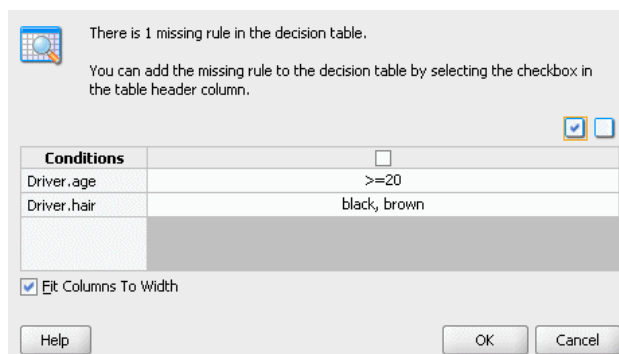 There is 1 missing rule in the decision table.
You can add the missing rule to the decision table by selecting the checkbox in
the table header column.
Conditions
Driver.age >=20
Driver.hair black, brown
Fit Columns To Width
Help OK Cancel